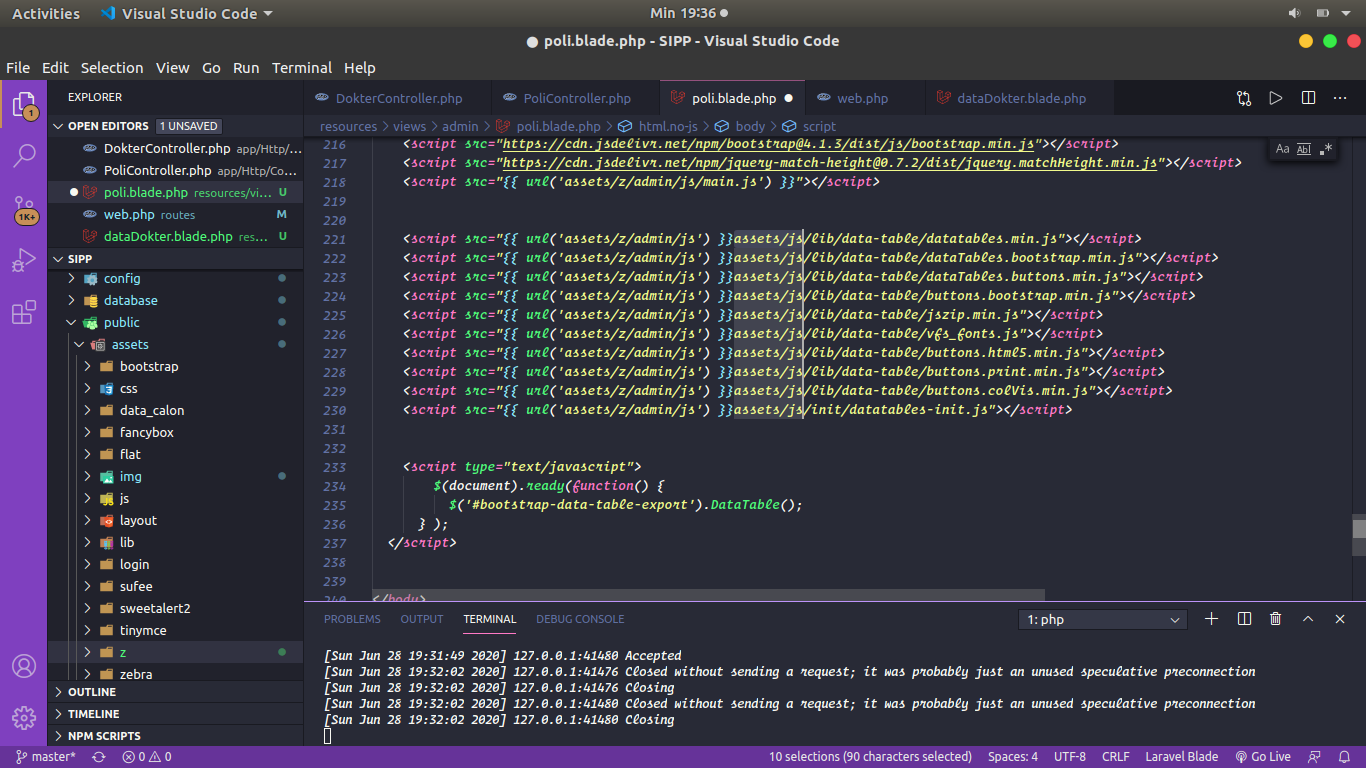 Activities Visual Studio Code Min 19:36
poli.blade.php - SIPP - Visual Studio Code
File Edit Selection View Go Run Terminal Help
EXPLORER
OPEN EDITORS 1 UNSAVED
DokterController.php app/Http/...
PoliController.php app/Http/Co...
poli.blade.php resources/vi... U
web.php routes M
dataDokter.blade.php res... U
SIPP
config
database
public
assets
bootstrap
css
data_calon
fancybox
flat
img
js
layout
lib
login
sufee
sweetalert2
tinymce
z
zebra
OUTLINE
TIMELINE
NPM SCRIPTS
1
1K+
DokterController.php PoliController.php poli.blade.php web.php dataDokter.blade.php
resources > views > admin > poli.blade.php > html.no-js > body > script
Aa Abl .*
216 <script src="https://cdn.jsdelivr.net/npm/bootstrap@4.1.3/dist/js/bootstrap.min.js"></script>
217 <script src="https://cdn.jsdelivr.net/npm/jquery-match-height@0.7.2/dist/jquery.matchHeight.min.js"></script>
218 <script src="{{ url('assets/z/admin/js/main.js') }}"></script>
219
220
221 <script src="{{ url('assets/z/admin/js') }}assets/js/lib/data-table/datatables.min.js"></script>
222 <script src="{{ url('assets/z/admin/js') }}assets/js/lib/data-table/dataTables.bootstrap.min.js"></script>
223 <script src="{{ url('assets/z/admin/js') }}assets/js/lib/data-table/dataTables.buttons.min.js"></script>
224 <script src="{{ url('assets/z/admin/js') }}assets/js/lib/data-table/buttons.bootstrap.min.js"></script>
225 <script src="{{ url('assets/z/admin/js') }}assets/js/lib/data-table/jszip.min.js"></script>
226 <script src="{{ url('assets/z/admin/js') }}assets/js/lib/data-table/vfs_fonts.js"></script>
227 <script src="{{ url('assets/z/admin/js') }}assets/js/lib/data-table/buttons.html5.min.js"></script>
228 <script src="{{ url('assets/z/admin/js') }}assets/js/lib/data-table/buttons.print.min.js"></script>
229 <script src="{{ url('assets/z/admin/js') }}assets/js/lib/data-table/buttons.colVis.min.js"></script>
230 <script src="{{ url('assets/z/admin/js') }}assets/js/init/datatables-init.js"></script>
231
232
233 <script type="text/javascript">
234 $(document).ready(function() {
235 $('#bootstrap-data-table-export').DataTable();
236 } );
237 </script>
238
239
240 </body>
PROBLEMS OUTPUT TERMINAL DEBUG CONSOLE 1: php
[Sun Jun 28 19:31:49 2020] 127.0.0.1:41480 Accepted
[Sun Jun 28 19:32:02 2020] 127.0.0.1:41476 Closed without sending a request; it was probably just an unused speculative preconnection
[Sun Jun 28 19:32:02 2020] 127.0.0.1:41476 Closing
[Sun Jun 28 19:32:02 2020] 127.0.0.1:41480 Closed without sending a request; it was probably just an unused speculative preconnection
[Sun Jun 28 19:32:02 2020] 127.0.0.1:41480 Closing
master* 0 0 10 selections (90 characters selected) Spaces: 4 UTF-8 CRLF Laravel Blade Go Live